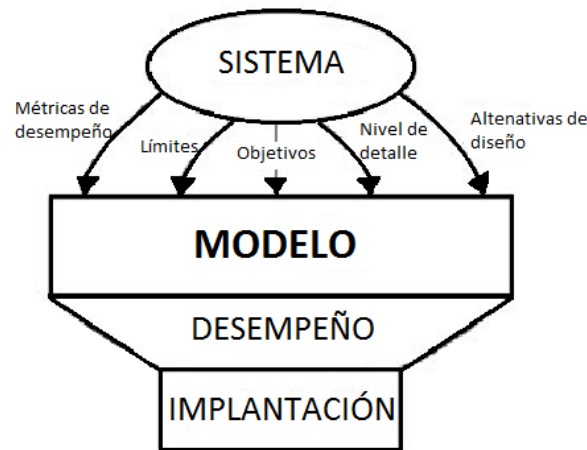 SISTEMA
Métricas de
desempeño
Límites
Objetivos
Nivel de
detalle
Altenativas de
diseño
MODELO
DESEMPEÑO
IMPLANTACIÓN